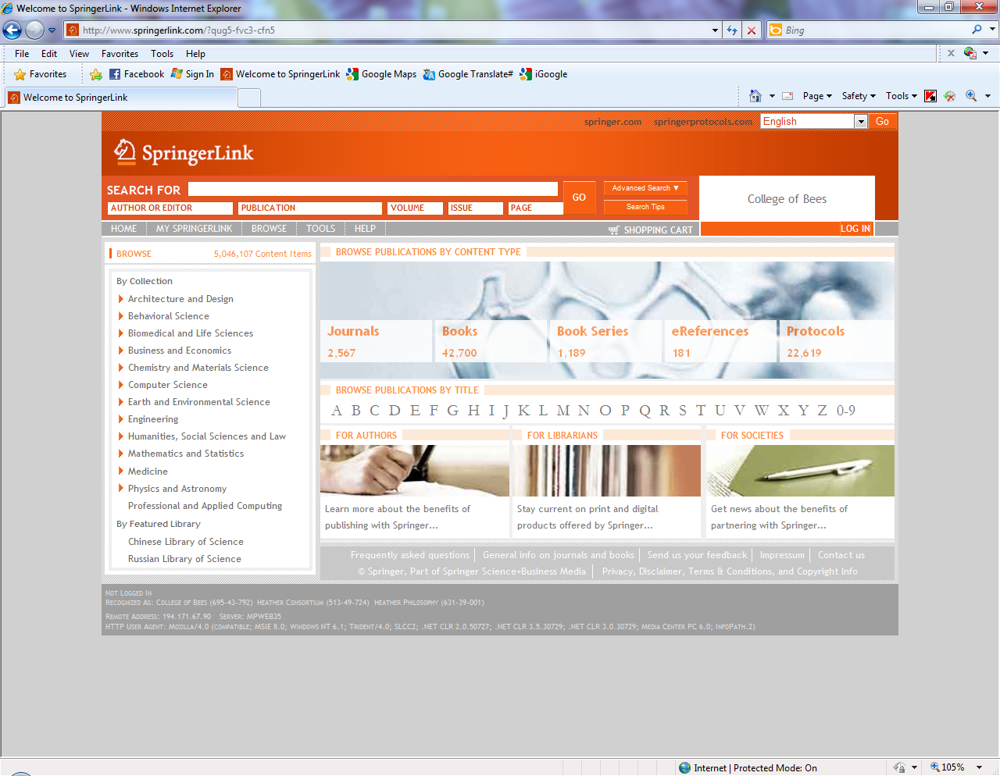 Welcome to SpringerLink - Windows Internet Explorer
http://www.springerlink.com/?qug5-fvc3-cfn5
Bing
File Edit View Favorites Tools Help
Favorites Facebook Sign In Welcome to SpringerLink Google Maps Google Translate# iGoogle
Welcome to SpringerLink
Page Safety Tools
springer.com springerprotocols.com English Go
SpringerLink
SEARCH FOR GO Advanced Search ▼
AUTHOR OR EDITOR PUBLICATION VOLUME ISSUE PAGE Search Tips
College of Bees
HOME MY SPRINGERLINK BROWSE TOOLS HELP SHOPPING CART LOG IN
BROWSE 5,046,107 Content Items
By Collection
Architecture and Design
Behavioral Science
Biomedical and Life Sciences
Business and Economics
Chemistry and Materials Science
Computer Science
Earth and Environmental Science
Engineering
Humanities, Social Sciences and Law
Mathematics and Statistics
Medicine
Physics and Astronomy
Professional and Applied Computing
By Featured Library
Chinese Library of Science
Russian Library of Science
BROWSE PUBLICATIONS BY CONTENT TYPE
Journals Books Book Series eReferences Protocols
2,567 42,700 1,189 181 22,619
BROWSE PUBLICATIONS BY TITLE
A B C D E F G H I J K L M N O P Q R S T U V W X Y Z 0-9
FOR AUTHORS FOR LIBRARIANS FOR SOCIETIES
Learn more about the benefits of
publishing with Springer...
Stay current on print and digital
products offered by Springer...
Get news about the benefits of
partnering with Springer...
Frequently asked questions General info on journals and books Send us your feedback Impressum Contact us
© Springer, Part of Springer Science+Business Media Privacy, Disclaimer, Terms & Conditions, and Copyright Info
Not Logged In
Recognized As: College of Bees (695-43-792) Heather Consortium (513-49-724) Heather Philosophy (631-39-001)
Remote Address: 194.171.67.90 Server: MPWEB35
HTTP User Agent: Mozilla/4.0 (compatible; MSIE 8.0; Windows NT 6.1; Trident/4.0; SLCC2; .NET CLR 2.0.50727; .NET CLR 3.5.30729; .NET CLR 3.0.30729; Media Center PC 6.0; InfoPath.2)
Internet | Protected Mode: On 105%